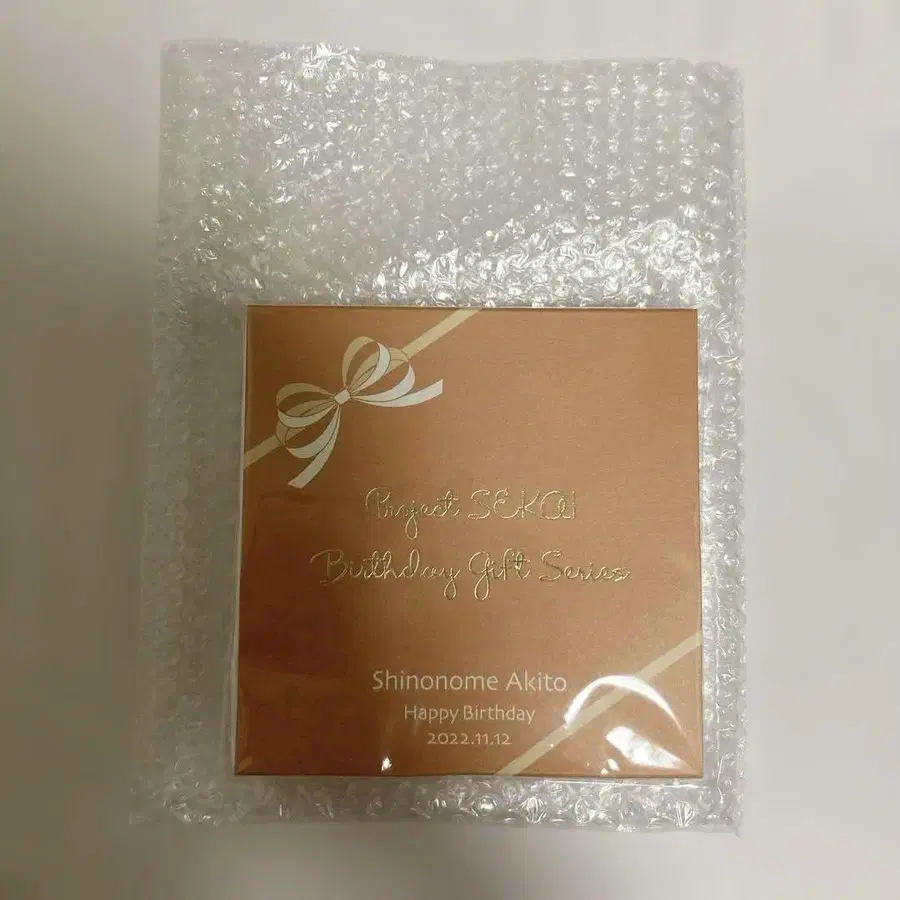 Project SEKAI
Birthday Gift Series
Shinonome Akito
Happy Birthday
2022.11.12